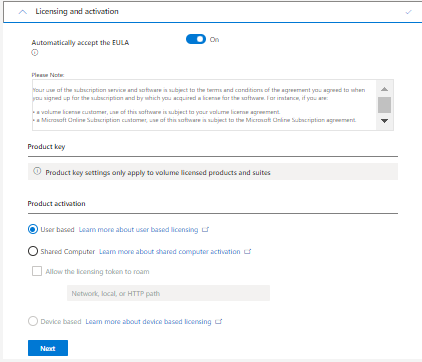 Licensing and activation
Automatically accept the EULA
On
Please Note:
Your use of the subscription service and software is subject to the terms and conditions of the agreement you agreed to when
you signed up for the subscription and by which you acquired a license for the software. For instance, if you are:
• a volume license customer, use of this software is subject to your volume license agreement.
• a Microsoft Online Subscription customer, use of this software is subject to the Microsoft Online Subscription agreement.
Product key
Product key settings only apply to volume licensed products and suites
Product activation
User based Learn more about user based licensing
Shared Computer Learn more about shared computer activation
Allow the licensing token to roam
Network, local, or HTTP path
Device based Learn more about device based licensing
Next